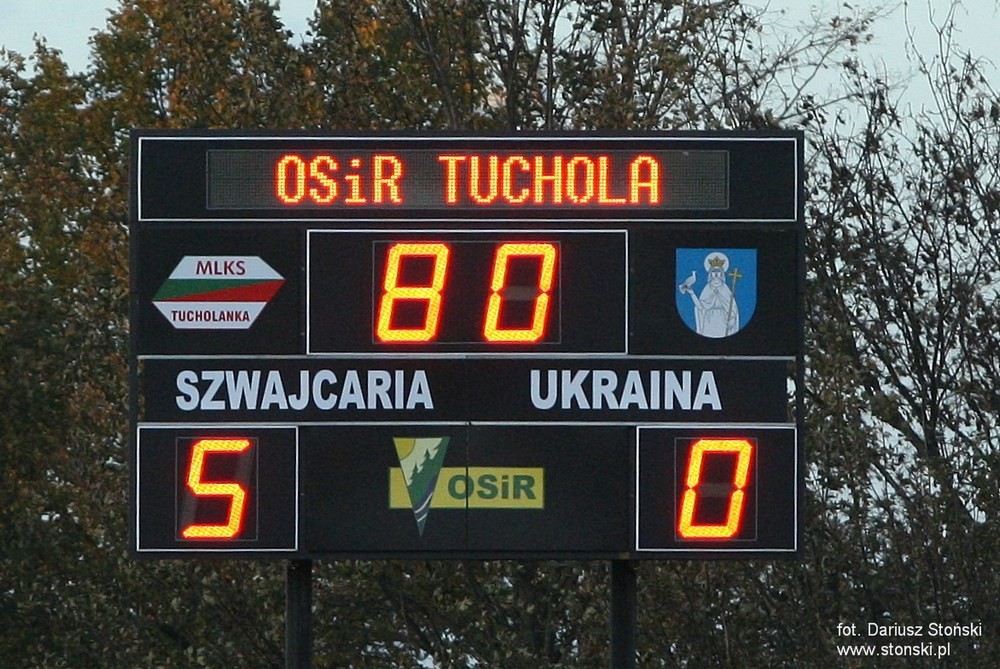 OSiR TUCHOLA
MLKS
TUCHOLANKA
80
SZWAJCARIA UKRAINA
5 0
OSiR
fot. Dariusz Stoński
www.stonski.pl